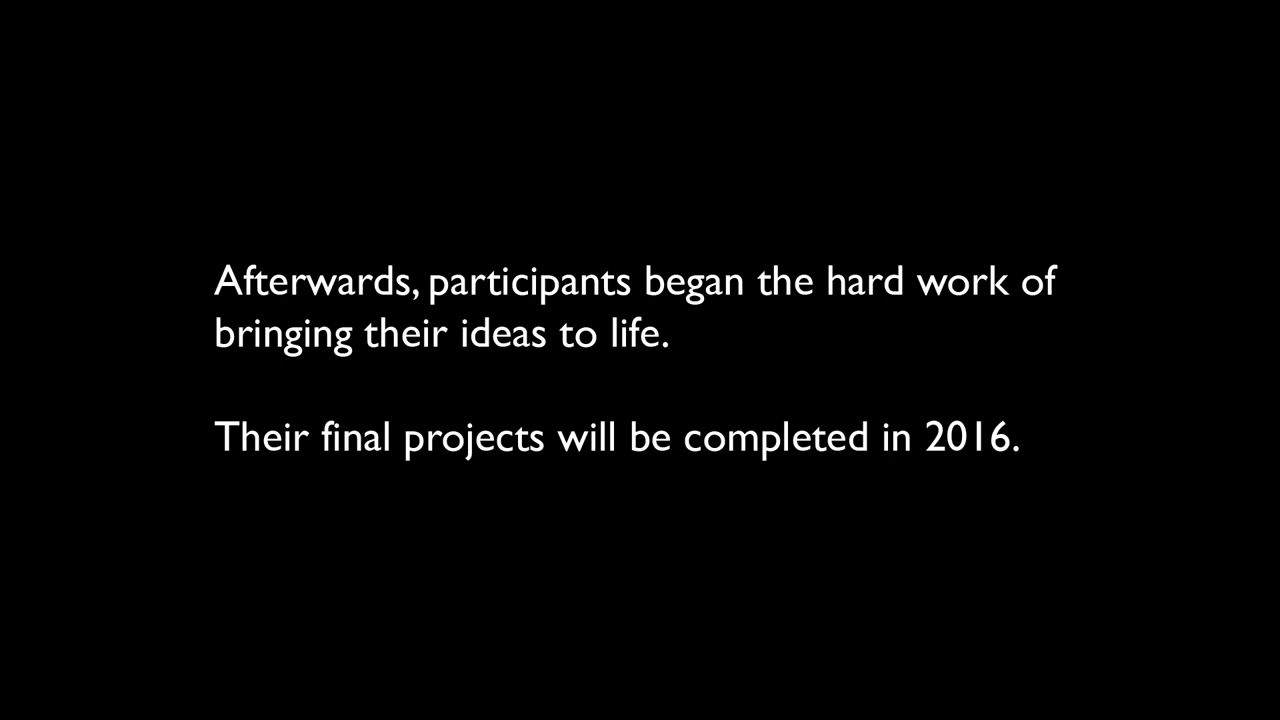 Afterwards, participants began the hard work of
bringing their ideas to life.
Their final projects will be completed in 2016.